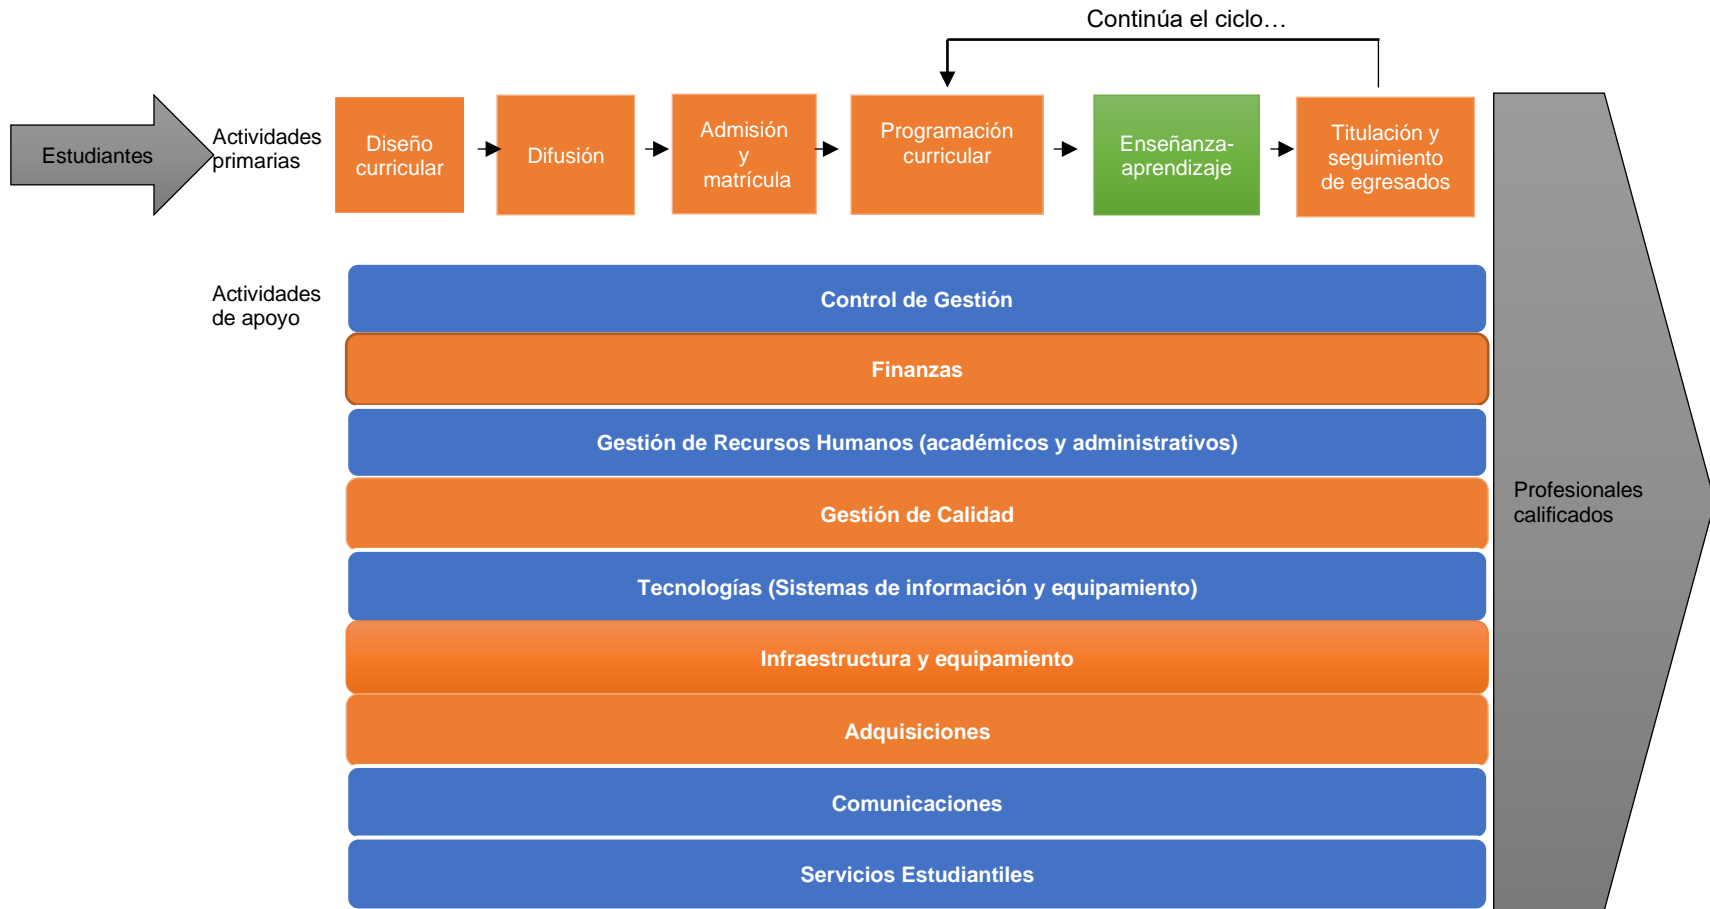 Continúa el ciclo…
Estudiantes
Actividades
primarias
Diseño
curricular
Difusión
Admisión
y
matrícula
Programación
curricular
Enseñanza-
aprendizaje
Titulación y
seguimiento
de egresados
Actividades
de apoyo
Control de Gestión
Finanzas
Gestión de Recursos Humanos (académicos y administrativos)
Gestión de Calidad
Tecnologías (Sistemas de información y equipamiento)
Infraestructura y equipamiento
Adquisiciones
Comunicaciones
Servicios Estudiantiles
Profesionales
calificados